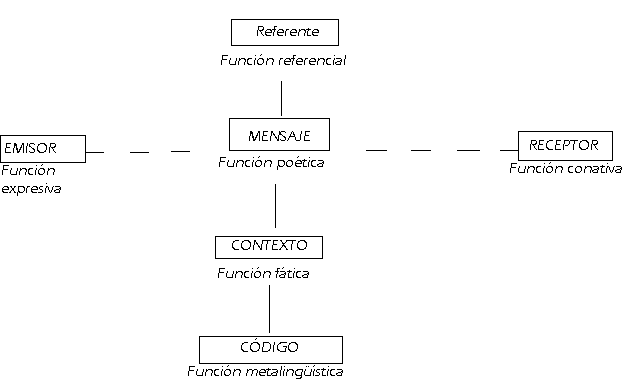 Referente
Función referencial
MENSAJE
Función poética
EMISOR
Función
expresiva
RECEPTOR
Función conativa
CONTEXTO
Función fática
CÓDIGO
Función metalingüística